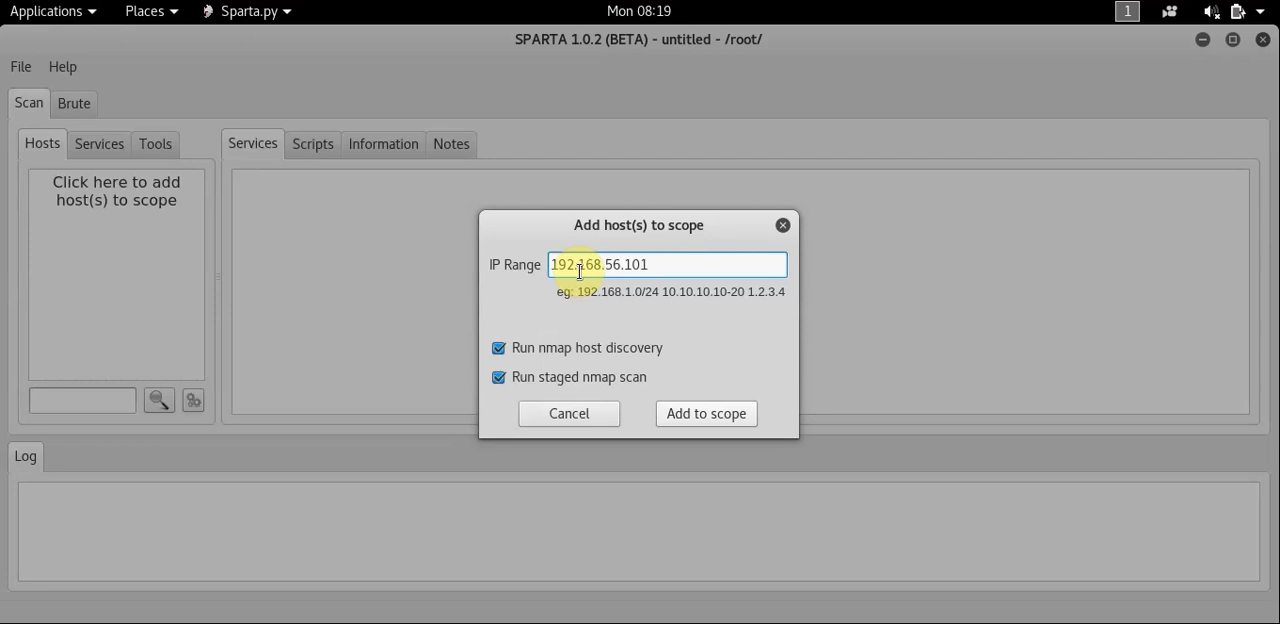 Applications Places Sparta.py Mon 08:19 1
SPARTA 1.0.2 (BETA) - untitled - /root/
File Help
Scan Brute
Hosts Services Tools Services Scripts Information Notes
Click here to add
host(s) to scope
Add host(s) to scope
IP Range 192.168.56.101
eg: 192.168.1.0/24 10.10.10.10-20 1.2.3.4
Run nmap host discovery
Run staged nmap scan
Cancel Add to scope
Log